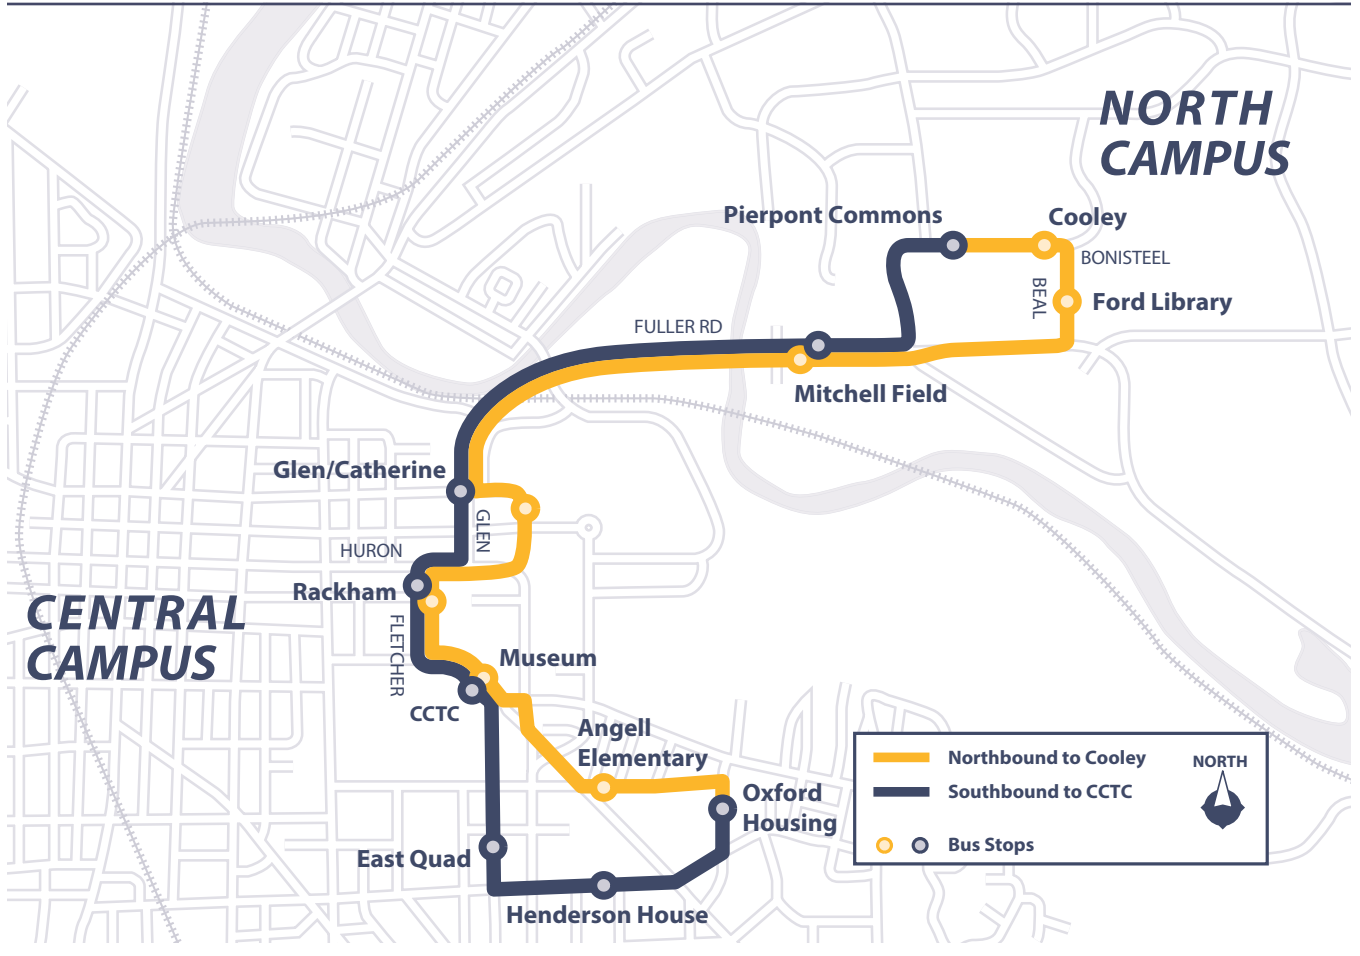 NORTH
CAMPUS
Pierpont Commons
Cooley
BONISTEEL
BEAL
Ford Library
FULLER RD
Mitchell Field
Glen/Catherine
GLEN
HURON
Rackham
CENTRAL
CAMPUS
FLETCHER
Museum
CCTC
Angell
Elementary
Oxford
Housing
East Quad
Henderson House
Northbound to Cooley
Southbound to CCTC
Bus Stops
NORTH